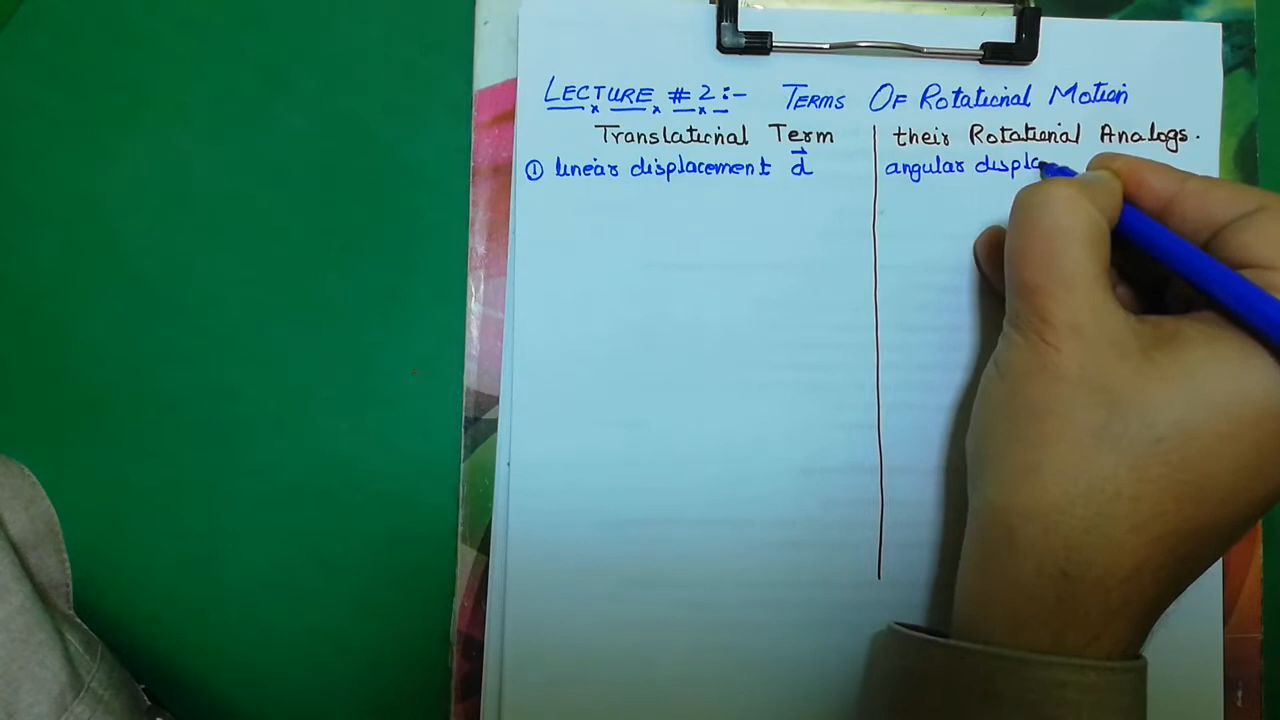 LECTURE # 2:- TERMS OF Rotational Motion
Translational Term their Rotational Analogs.
① linear displacement d⃗ angular displa